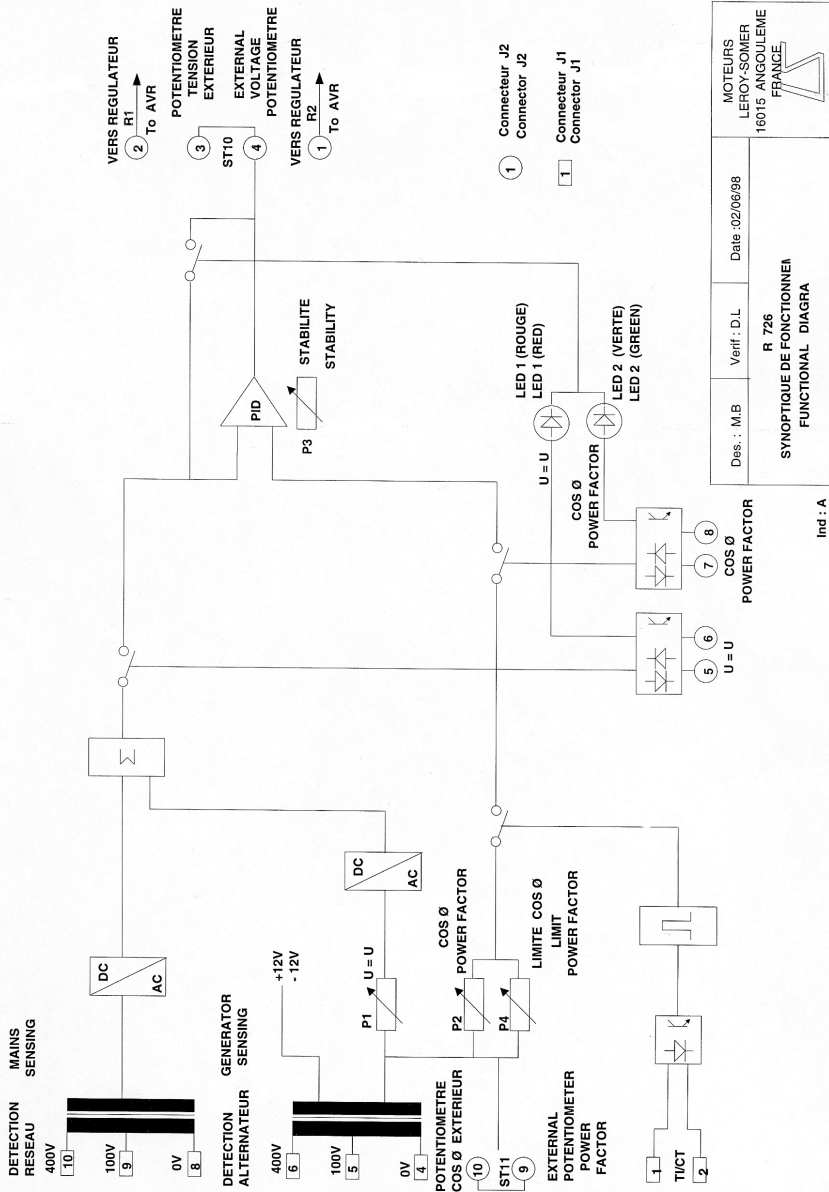 DETECTION
RESEAU
MAINS
SENSING
400V
10
100V
9
0V
8
DC
AC
Σ
DETECTION
ALTERNATEUR
GENERATOR
SENSING
400V
6
100V
5
0V
4
+12V
- 12V
P1
U = U
DC
AC
P2
COS Ø
POWER FACTOR
P4
LIMITE COS Ø
LIMIT
POWER FACTOR
POTENTIOMETRE
COS Ø EXTERIEUR
10
ST11
9
EXTERNAL
POTENTIOMETER
POWER
FACTOR
1
TI/CT
2
PID
P3
STABILITE
STABILITY
VERS REGULATEUR
R1
2
To AVR
POTENTIOMETRE
TENSION
EXTERIEUR
3
ST10
4
EXTERNAL
VOLTAGE
POTENTIOMETRE
VERS REGULATEUR
R2
1
To AVR
U = U
LED 1 (ROUGE)
LED 1 (RED)
COS Ø
POWER FACTOR
LED 2 (VERTE)
LED 2 (GREEN)
5
6
U = U
7
8
COS Ø
POWER FACTOR
1
Connecteur J2
Connector J2
1
Connecteur J1
Connector J1
Des. : M.B
Verif : D.L
Date :02/06/98
MOTEURS
LEROY-SOMER
16015 ANGOULEME
FRANCE
R 726
SYNOPTIQUE DE FONCTIONNEM
FUNCTIONAL DIAGRA
Ind : A